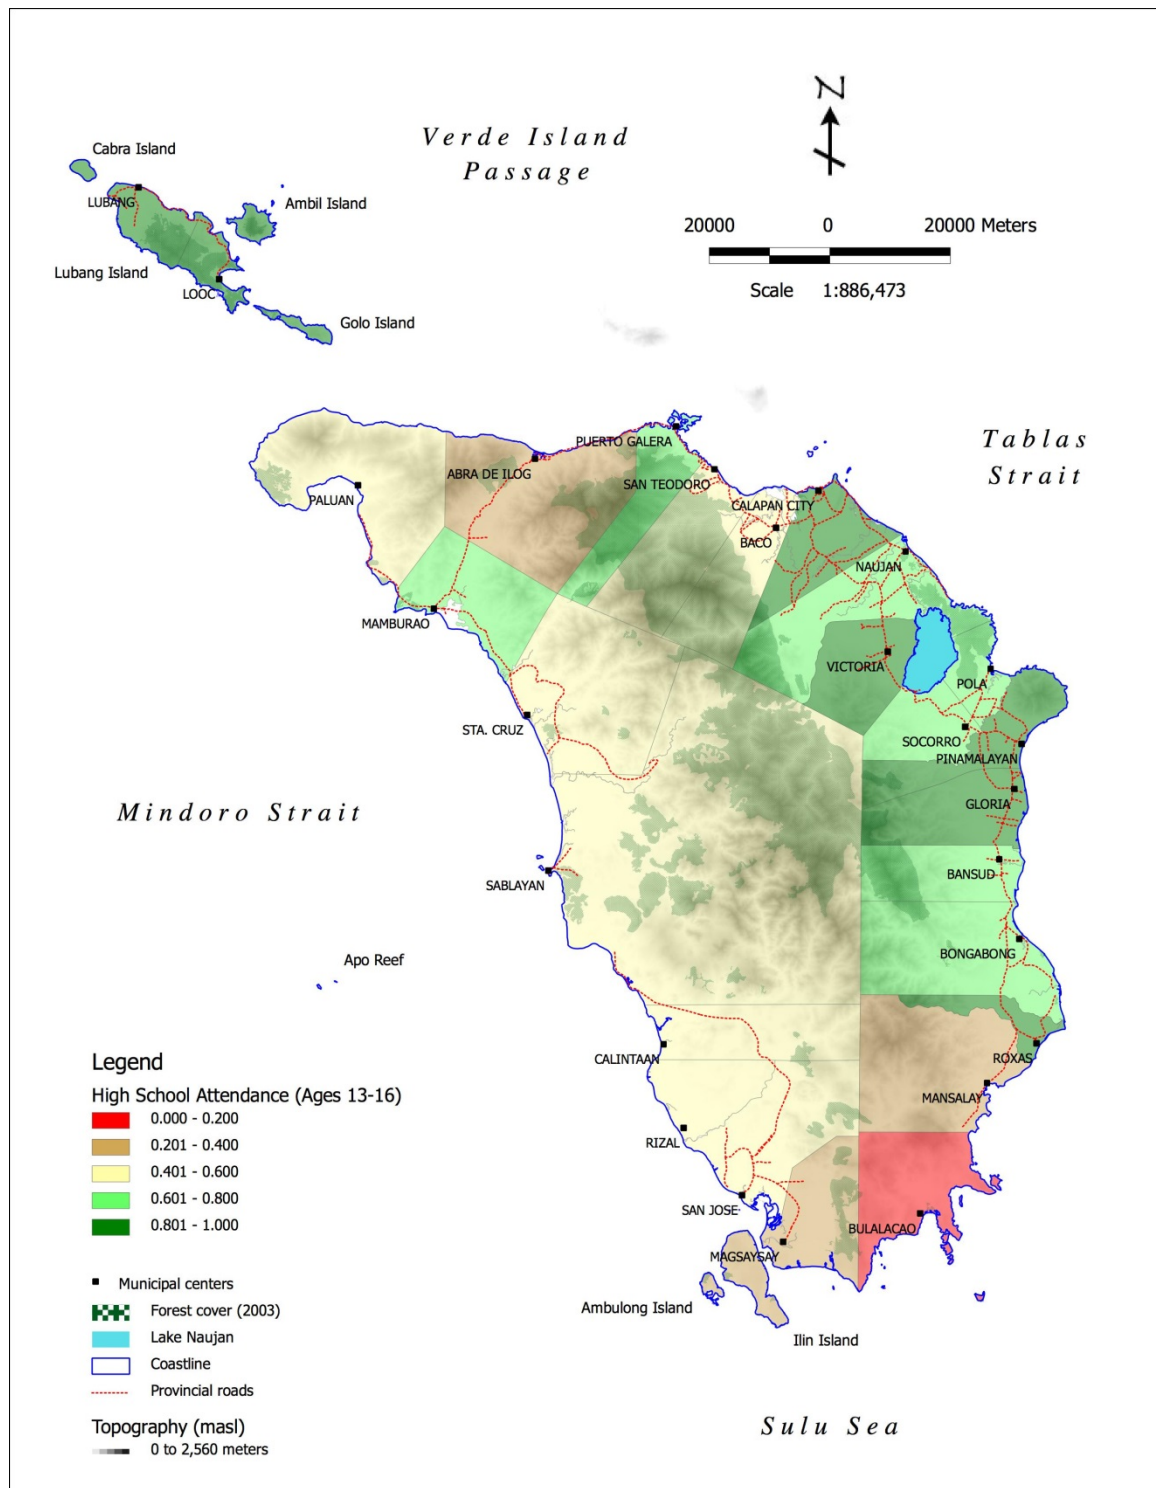 Verde Island
Passage
N
Cabra Island
LUBANG
Ambil Island
Lubang Island
LOOC
Golo Island
20000 0 20000 Meters
Scale 1:886,473
Tablas
Strait
PUERTO GALERA
ABRA DE ILOG
SAN TEODORO
PALUAN
CALAPAN CITY
BACO
NAUJAN
MAMBURAO
VICTORIA
POLA
STA. CRUZ
SOCORRO
PINAMALAYAN
Mindoro Strait
GLORIA
SABLAYAN
BANSUD
BONGABONG
Apo Reef
CALINTAAN
ROXAS
MANSALAY
RIZAL
SAN JOSE
BULALACAO
MAGSAYSAY
Ambulong Island
Ilin Island
Sulu Sea
Legend
High School Attendance (Ages 13-16)
0.000 - 0.200
0.201 - 0.400
0.401 - 0.600
0.601 - 0.800
0.801 - 1.000
Municipal centers
Forest cover (2003)
Lake Naujan
Coastline
Provincial roads
Topography (masl)
0 to 2,560 meters